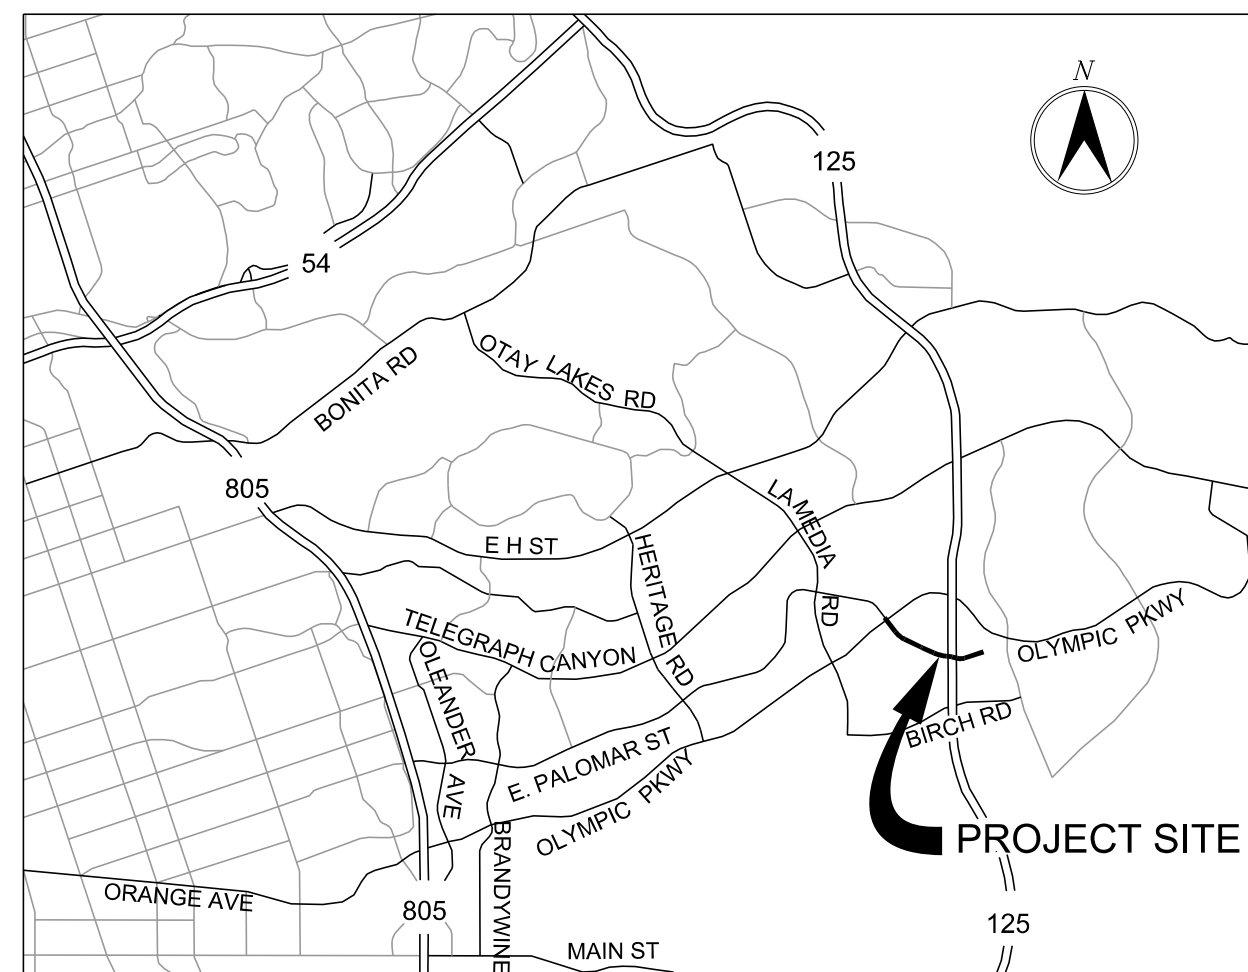 N
125
54
OTAY LAKES RD
BONITA RD
805
LA MEDIA RD
E H ST
HERITAGE RD
TELEGRAPH CANYON
OLYMPIC PKWY
OLEANDER AVE
BIRCH RD
E. PALOMAR ST
OLYMPIC PKWY
PROJECT SITE
BRANDYWINE
ORANGE AVE
805
125
MAIN ST